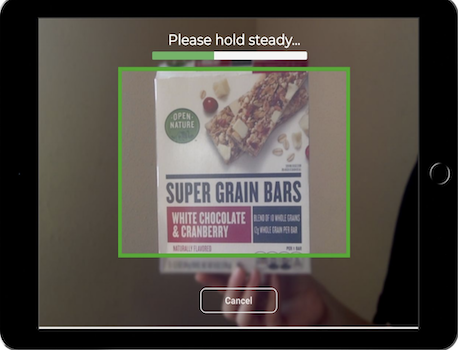 Please hold steady...
OPEN
NATURE
SUPER GRAIN BARS
WHITE CHOCOLATE
& CRANBERRY
BLEND OF 10 WHOLE GRAINS
12g WHOLE GRAIN PER BAR
NATURALLY FLAVORED
Cancel